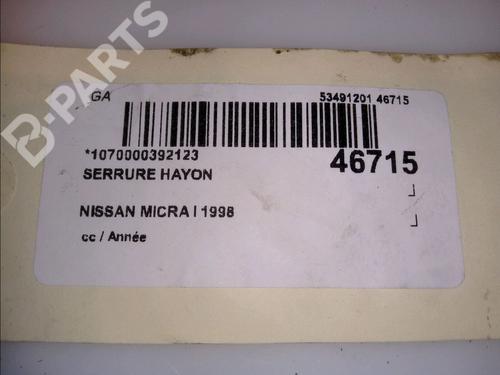 B-PARTS
GA
53491201 46715
*1070000392123
46715
SERRURE HAYON
NISSAN MICRA I 1998
cc / Année